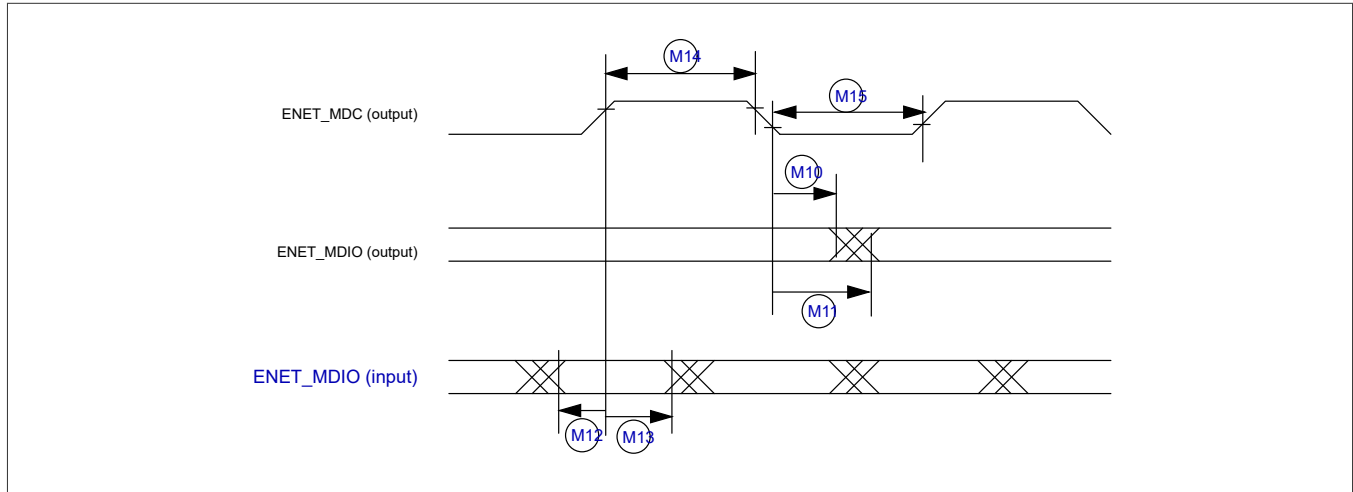 M14
M15
ENET_MDC (output)
M10
ENET_MDIO (output)
M11
ENET_MDIO (input)
M12
M13